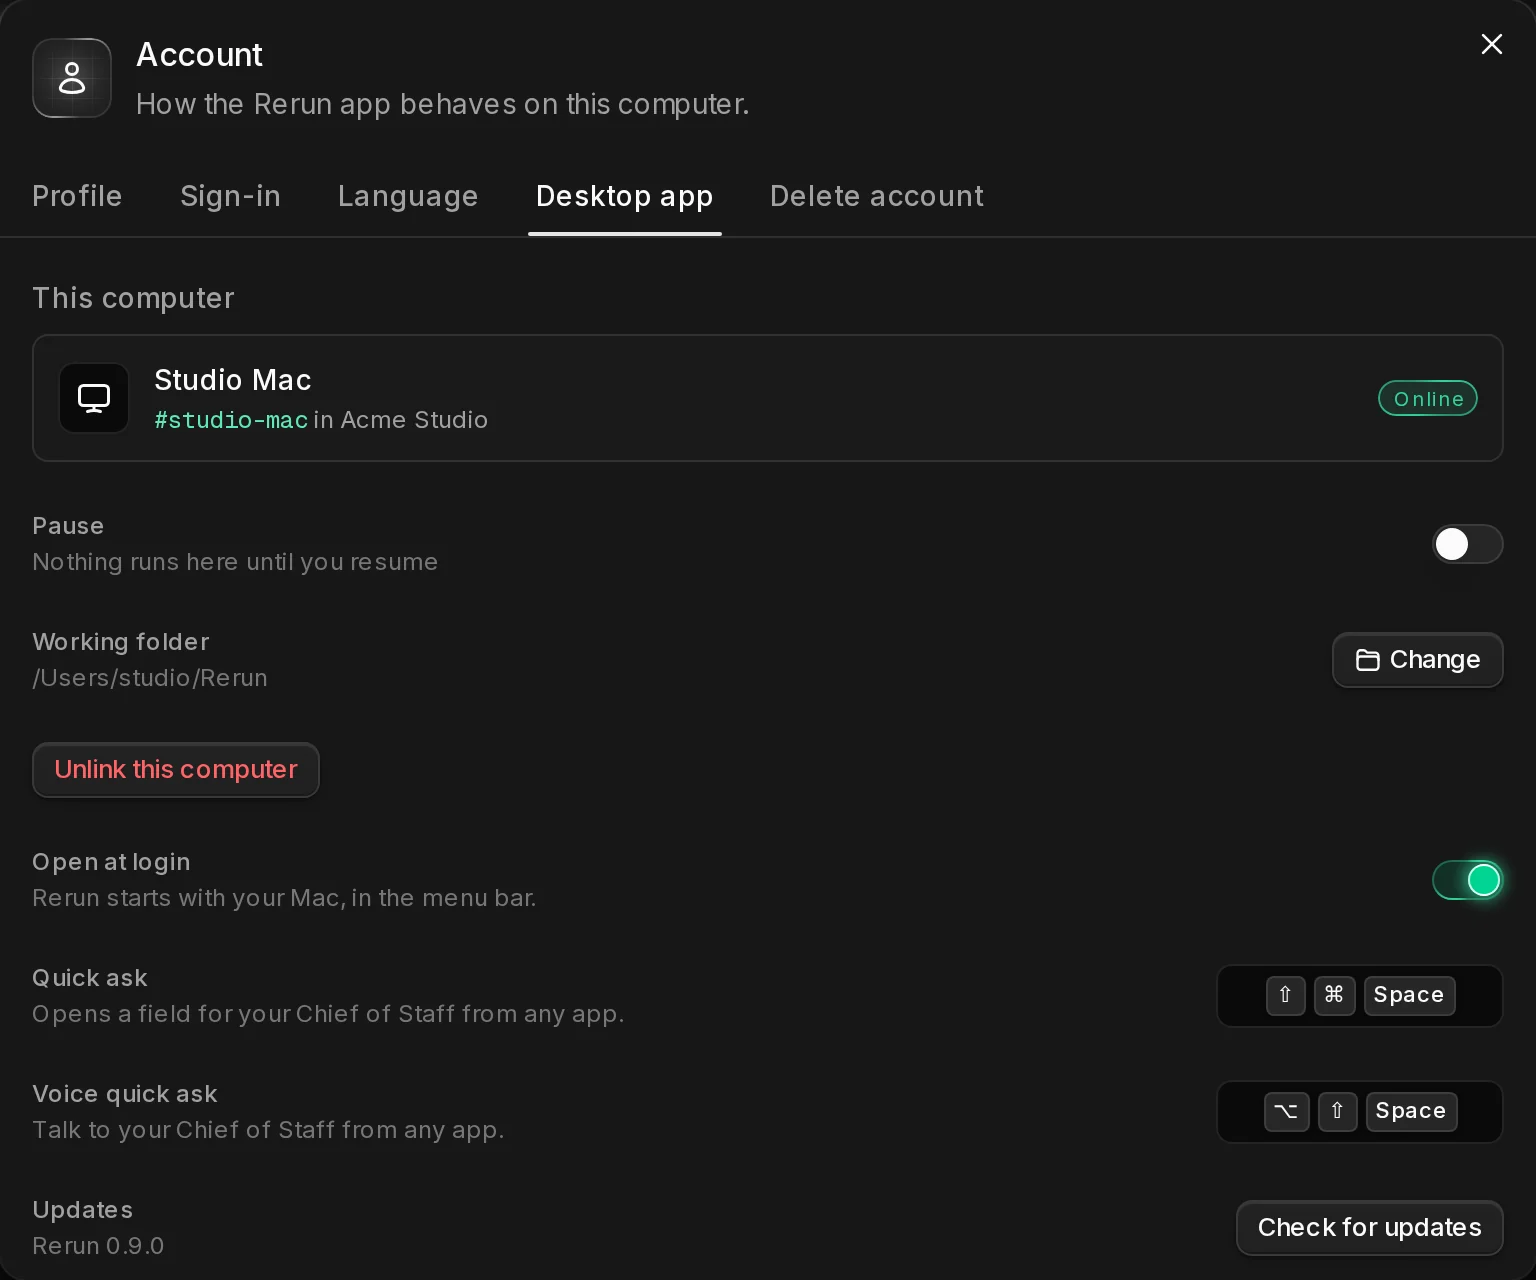 Account
How the Rerun app behaves on this computer.
Profile Sign-in Language Desktop app Delete account
This computer
Studio Mac
#studio-mac in Acme Studio
Online
Pause
Nothing runs here until you resume
Working folder
/Users/studio/Rerun
Change
Unlink this computer
Open at login
Rerun starts with your Mac, in the menu bar.
Quick ask
Opens a field for your Chief of Staff from any app.
⇧ ⌘ Space
Voice quick ask
Talk to your Chief of Staff from any app.
⌥ ⇧ Space
Updates
Rerun 0.9.0
Check for updates